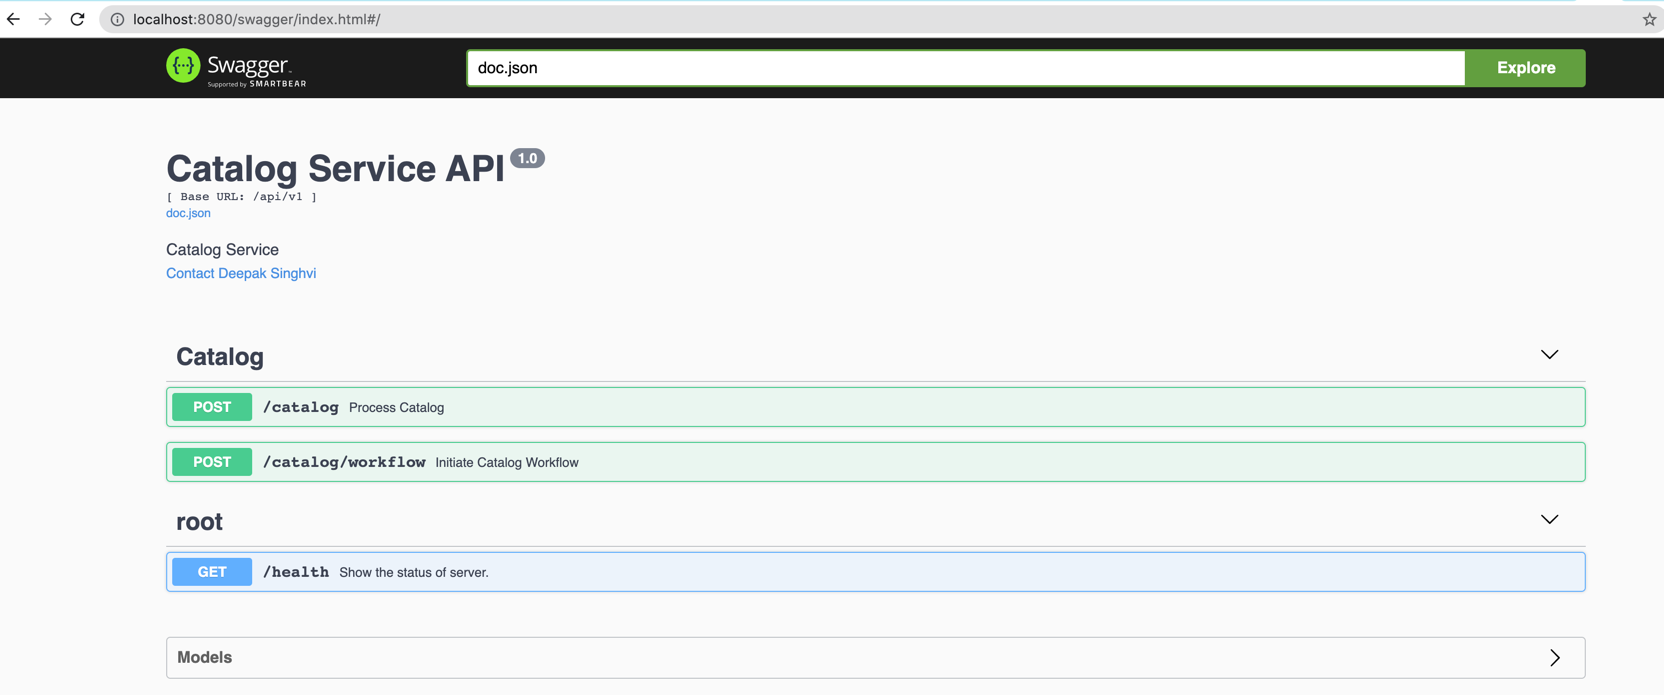 localhost:8080/swagger/index.html#/
{···} Swagger™
Supported by SMARTBEAR
doc.json
Explore
Catalog Service API 1.0
[ Base URL: /api/v1 ]
doc.json
Catalog Service
Contact Deepak Singhvi
Catalog
POST /catalog Process Catalog
POST /catalog/workflow Initiate Catalog Workflow
root
GET /health Show the status of server.
Models